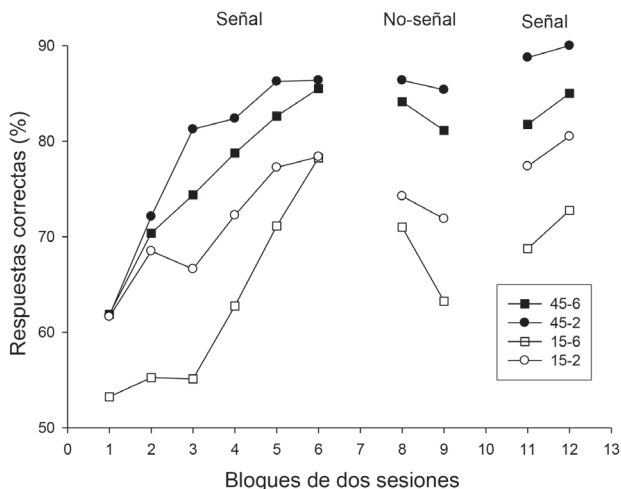 Señal No-señal Señal
Respuestas correctas (%)
90
80
70
60
50
0 1 2 3 4 5 6 7 8 9 10 11 12 13
Bloques de dos sesiones
45-6
45-2
15-6
15-2